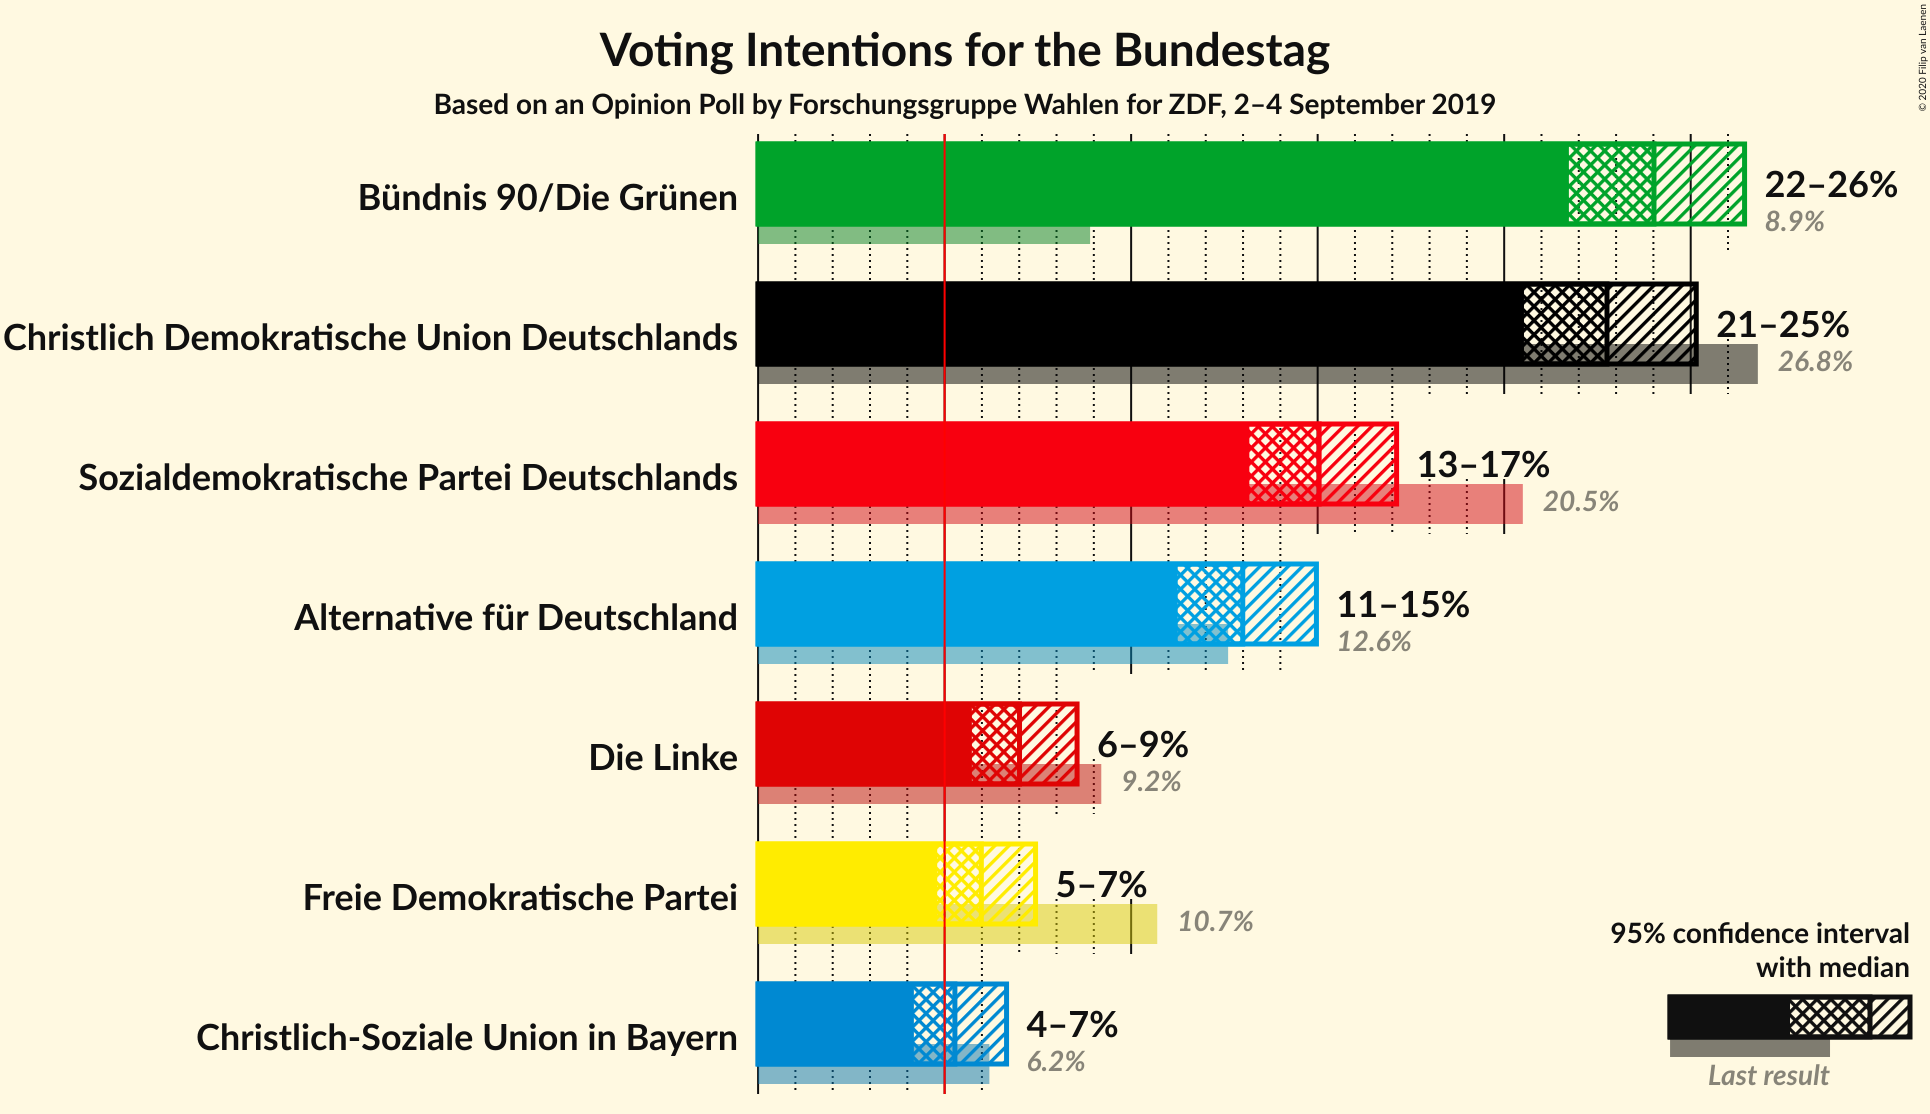 Voting Intentions for the Bundestag
Based on an Opinion Poll by Forschungsgruppe Wahlen for ZDF, 2–4 September 2019
© 2020 Filip van Laenen
Bündnis 90/Die Grünen
22–26%
8.9%
Christlich Demokratische Union Deutschlands
21–25%
26.8%
Sozialdemokratische Partei Deutschlands
13–17%
20.5%
Alternative für Deutschland
11–15%
12.6%
Die Linke
6–9%
9.2%
Freie Demokratische Partei
5–7%
10.7%
Christlich-Soziale Union in Bayern
4–7%
6.2%
95% confidence interval
with median
Last result